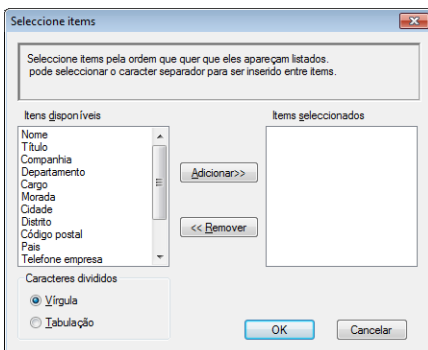 Seleccione items
Seleccione items pela ordem que quer que eles apareçam listados.
pode seleccionar o caracter separador para ser inserido entre items.
Itens disponíveis
Items seleccionados
Nome
Título
Companhia
Departamento
Cargo
Morada
Cidade
Distrito
Código postal
Pais
Telefone empresa
Adicionar>>
<< Remover
Caracteres divididos
Vírgula
Tabulação
OK
Cancelar